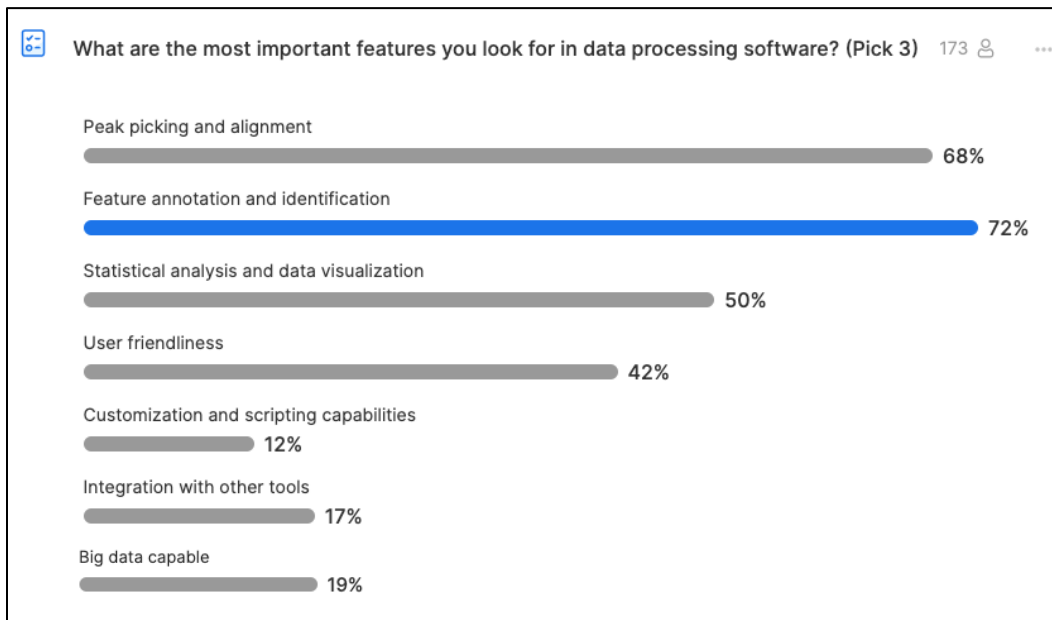 What are the most important features you look for in data processing software? (Pick 3) 173
Peak picking and alignment
68%
Feature annotation and identification
72%
Statistical analysis and data visualization
50%
User friendliness
42%
Customization and scripting capabilities
12%
Integration with other tools
17%
Big data capable
19%